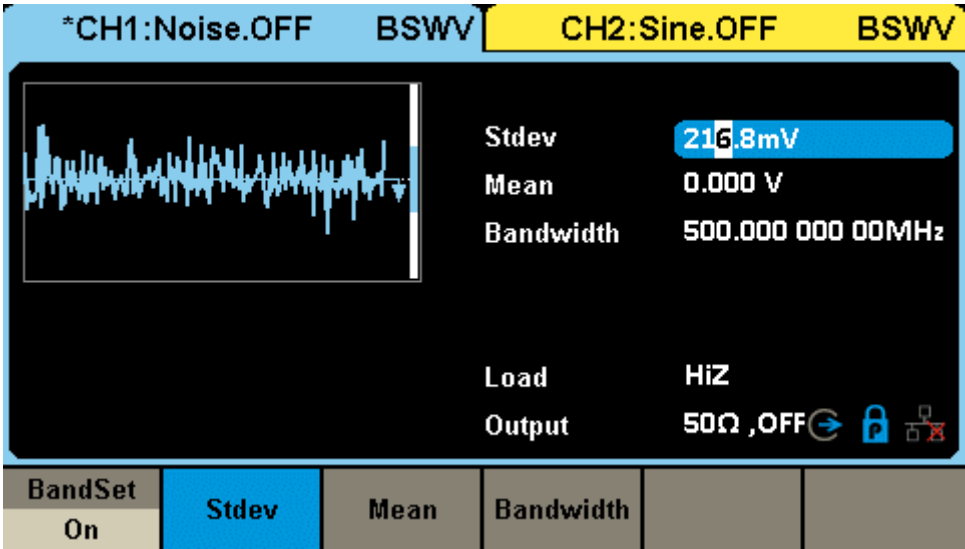 *CH1:Noise.OFF BSWV CH2:Sine.OFF BSWV
Stdev 216.8mV
Mean 0.000 V
Bandwidth 500.000 000 00MHz
Load HiZ
Output 50Ω ,OFF
P
BandSet
On
Stdev
Mean
Bandwidth